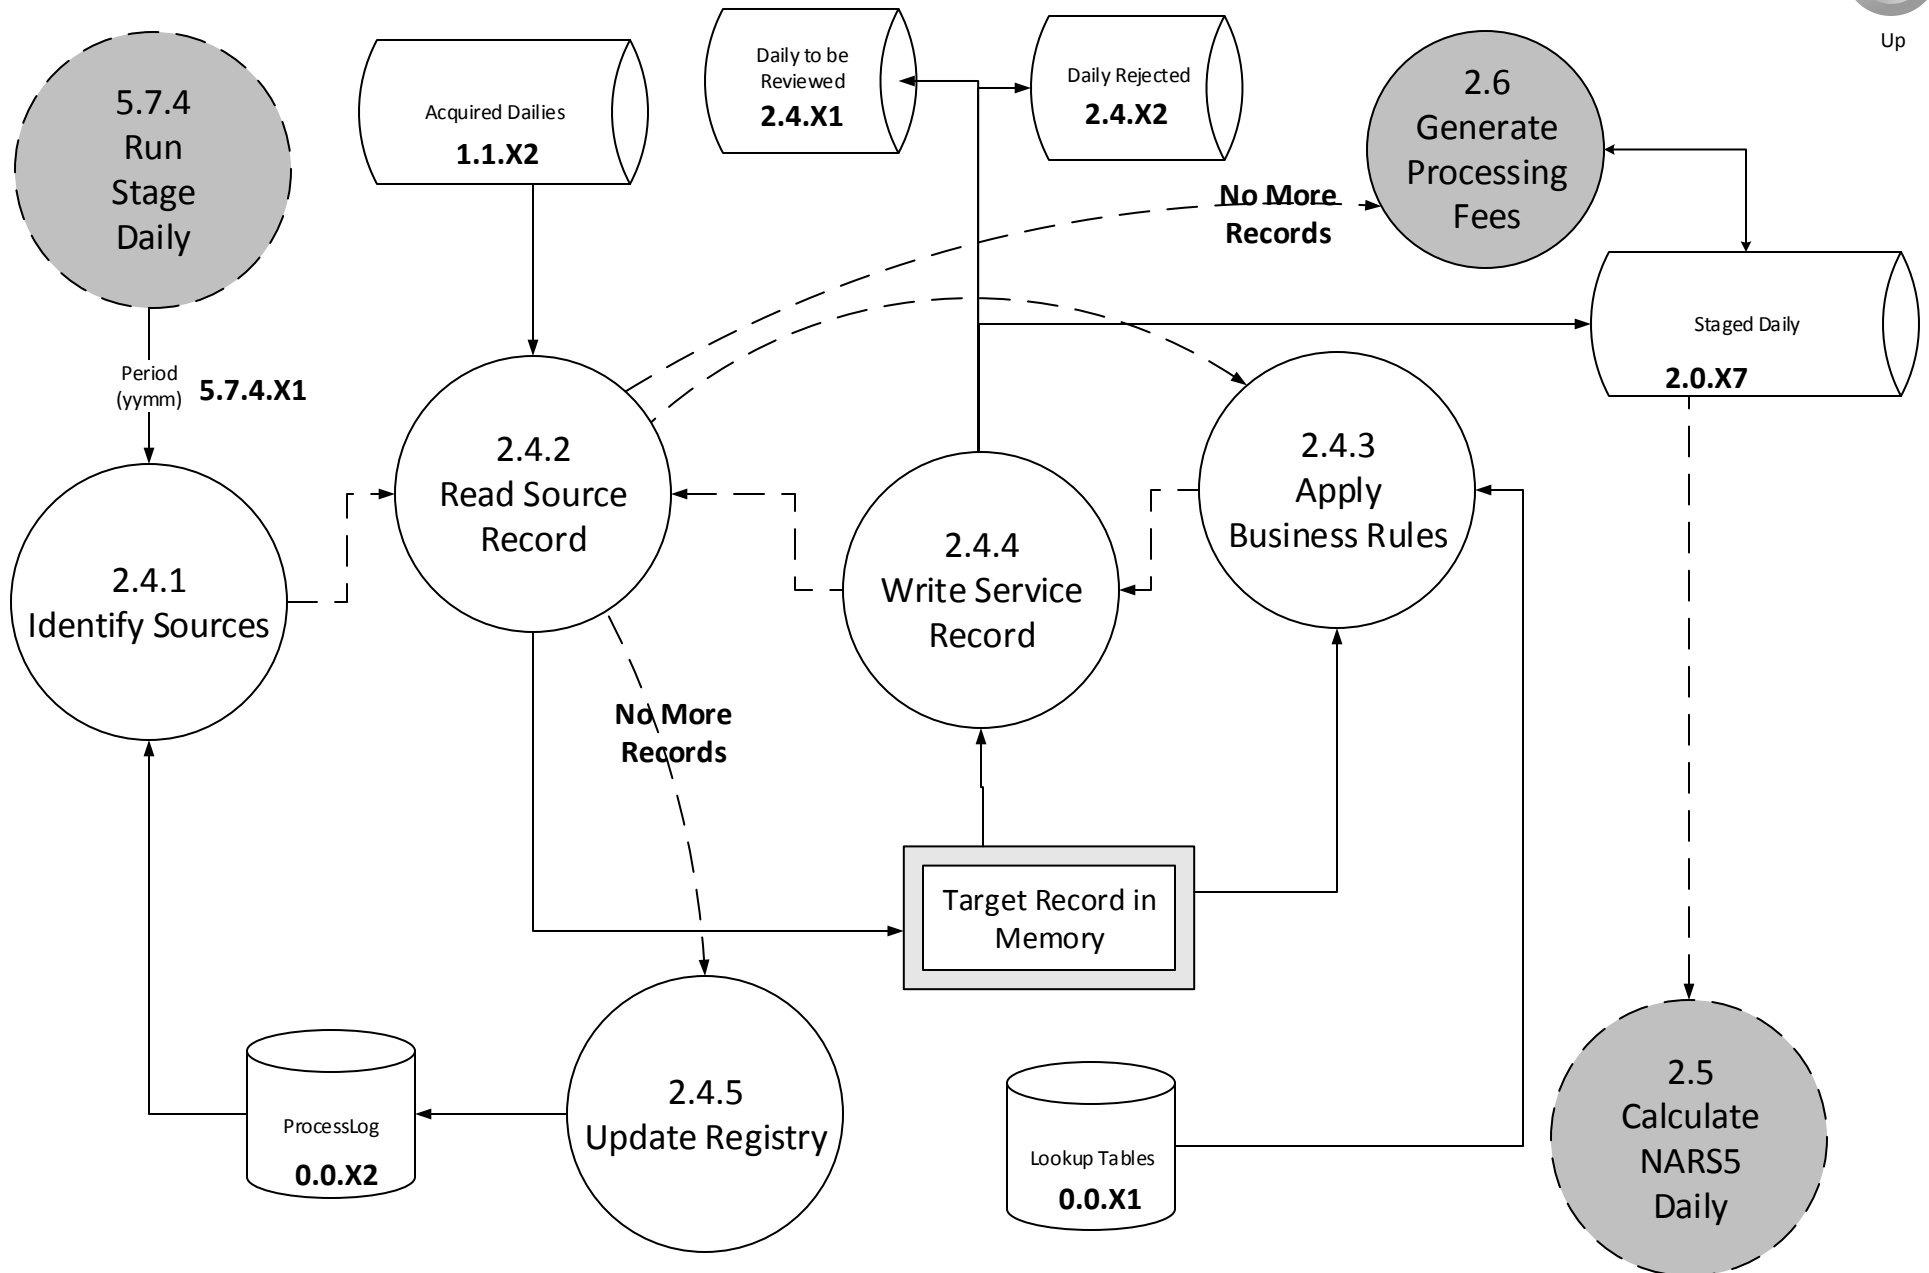 Up
5.7.4
Run
Stage
Daily
Acquired Dailies
1.1.X2
Daily to be
Reviewed
2.4.X1
Daily Rejected
2.4.X2
2.6
Generate
Processing
Fees
No More
Records
Staged Daily
2.0.X7
Period
(yymm)
5.7.4.X1
2.4.1
Identify Sources
2.4.2
Read Source
Record
2.4.4
Write Service
Record
2.4.3
Apply
Business Rules
No More
Records
Target Record in
Memory
ProcessLog
0.0.X2
2.4.5
Update Registry
Lookup Tables
0.0.X1
2.5
Calculate
NARS5
Daily